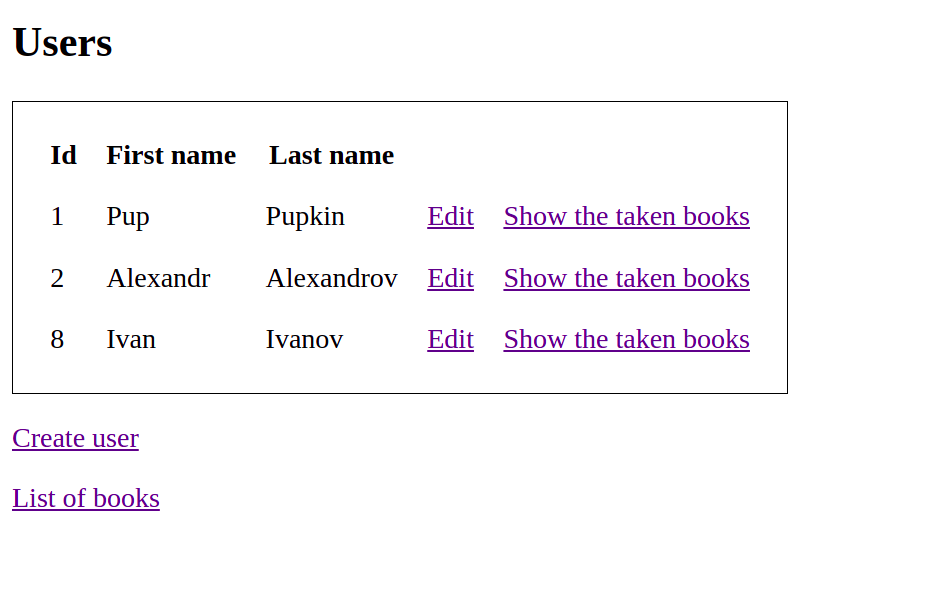 Users
Id First name Last name
1 Pup Pupkin Edit Show the taken books
2 Alexandr Alexandrov Edit Show the taken books
8 Ivan Ivanov Edit Show the taken books
Create user
List of books